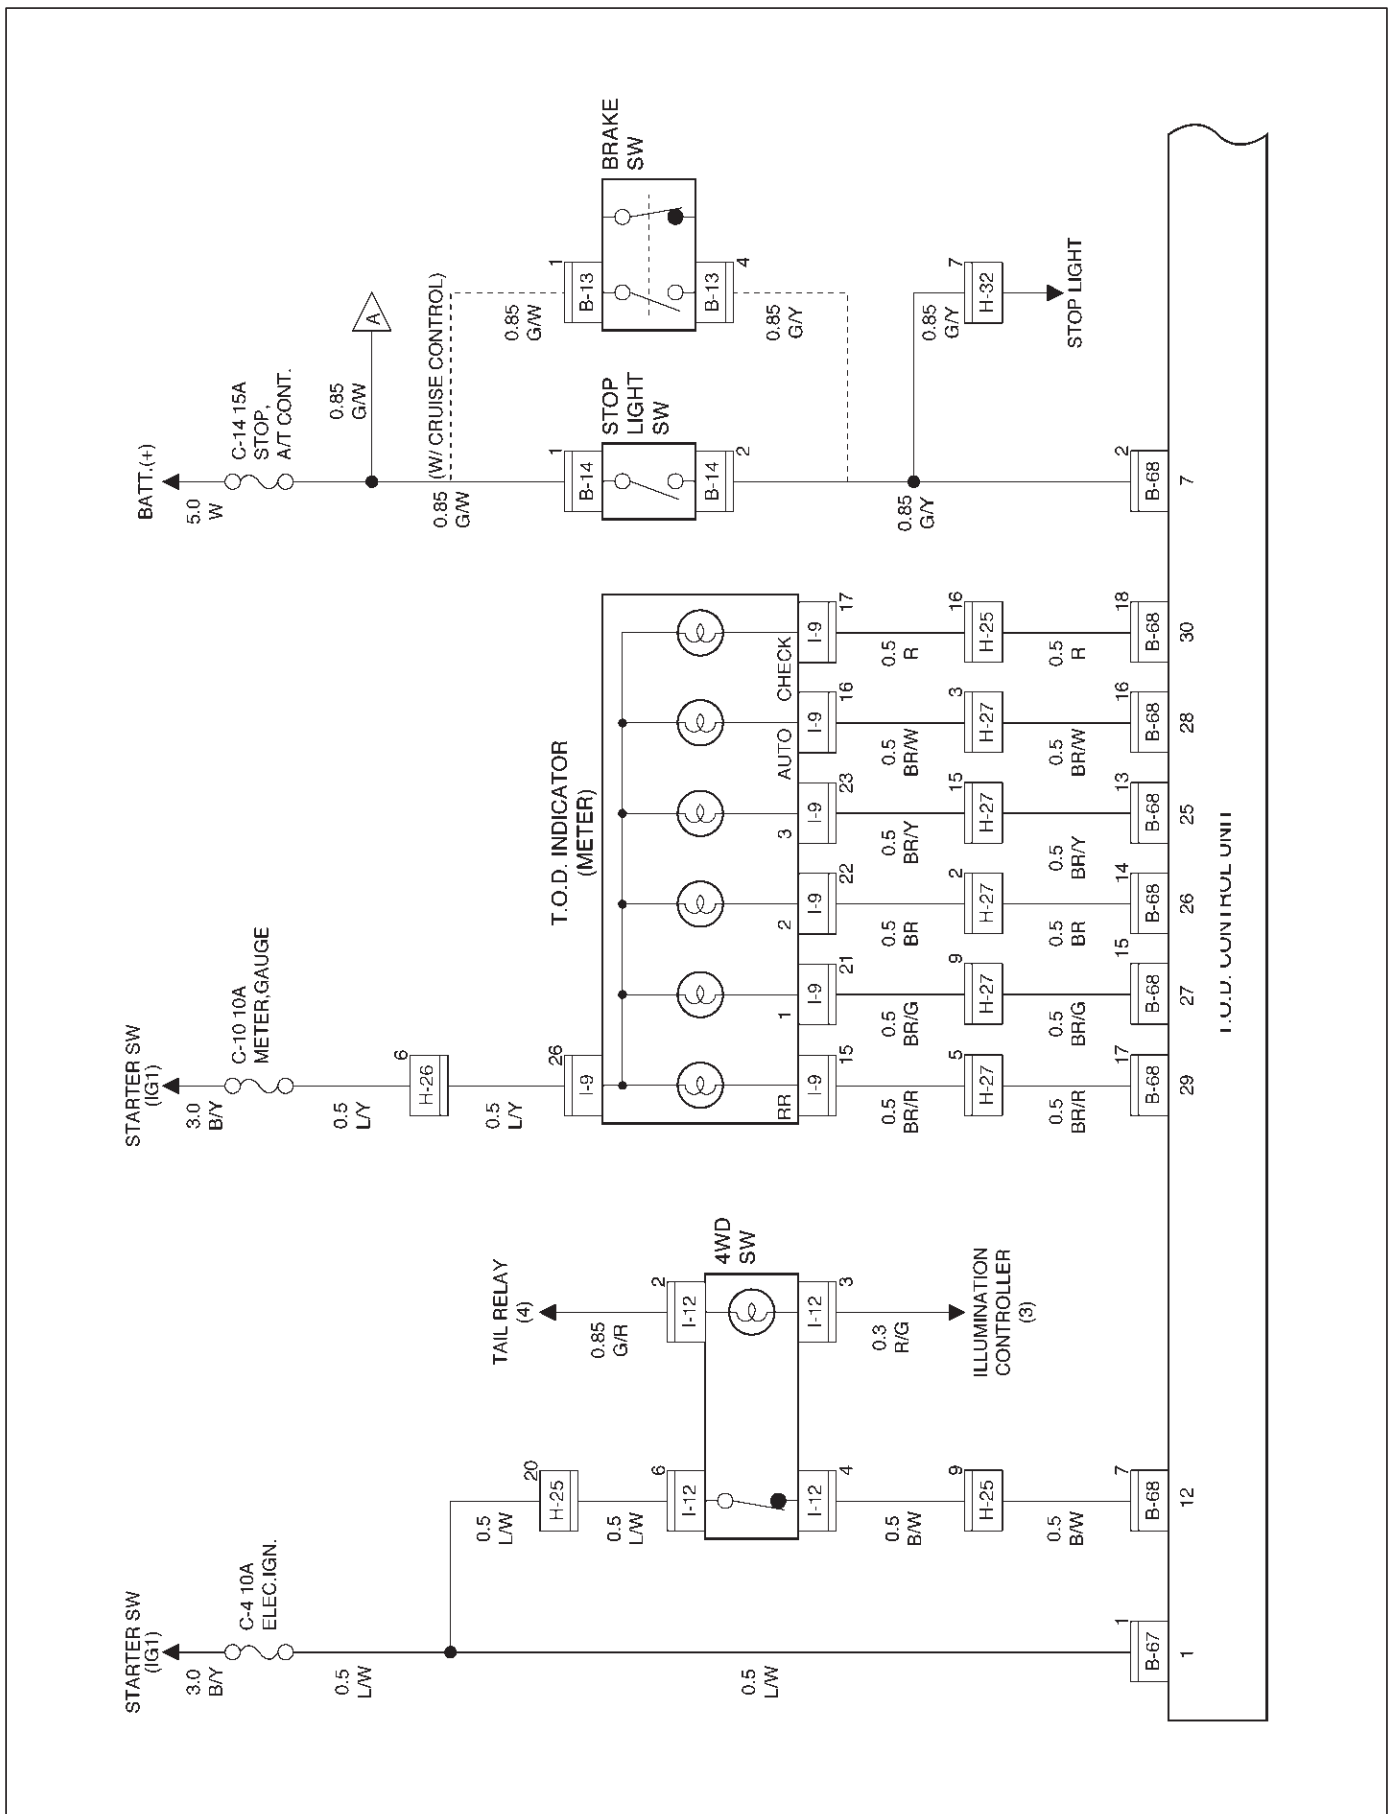 BATT.(+)
5.0
W
C-14 15A
STOP,
A/T CONT.
0.85
G/W
A
(W/ CRUISE CONTROL)
0.85
G/W
0.85
G/W
1
B-13
BRAKE
SW
B-13
4
0.85
G/Y
1
B-14
STOP
LIGHT
SW
B-14
2
0.85
G/Y
0.85
G/Y
7
H-32
STOP LIGHT
2
B-68
7
STARTER SW
(IG1)
3.0
B/Y
C-10 10A
METER,GAUGE
0.5
L/Y
6
H-26
0.5
L/Y
26
I-9
T.O.D. INDICATOR
(METER)
RR
1
2
3
AUTO
CHECK
I-9
15
I-9
21
I-9
22
I-9
23
I-9
16
I-9
17
0.5
BR/R
0.5
BR/G
0.5
BR
0.5
BR/Y
0.5
BR/W
0.5
R
5
H-27
9
H-27
2
H-27
15
H-27
3
H-27
16
H-25
0.5
BR/R
0.5
BR/G
0.5
BR
0.5
BR/Y
0.5
BR/W
0.5
R
17
B-68
15
B-68
14
B-68
13
B-68
16
B-68
18
B-68
29
27
26
25
28
30
STARTER SW
(IG1)
3.0
B/Y
C-4 10A
ELEC.IGN.
0.5
L/W
0.5
L/W
0.5
L/W
20
H-25
0.5
L/W
6
I-12
I-12
4
0.5
B/W
9
H-25
0.5
B/W
7
B-68
12
1
B-67
1
TAIL RELAY
(4)
0.85
G/R
2
I-12
4WD
SW
I-12
3
0.3
R/G
ILLUMINATION
CONTROLLER
(3)
T.O.D. CONTROL UNIT